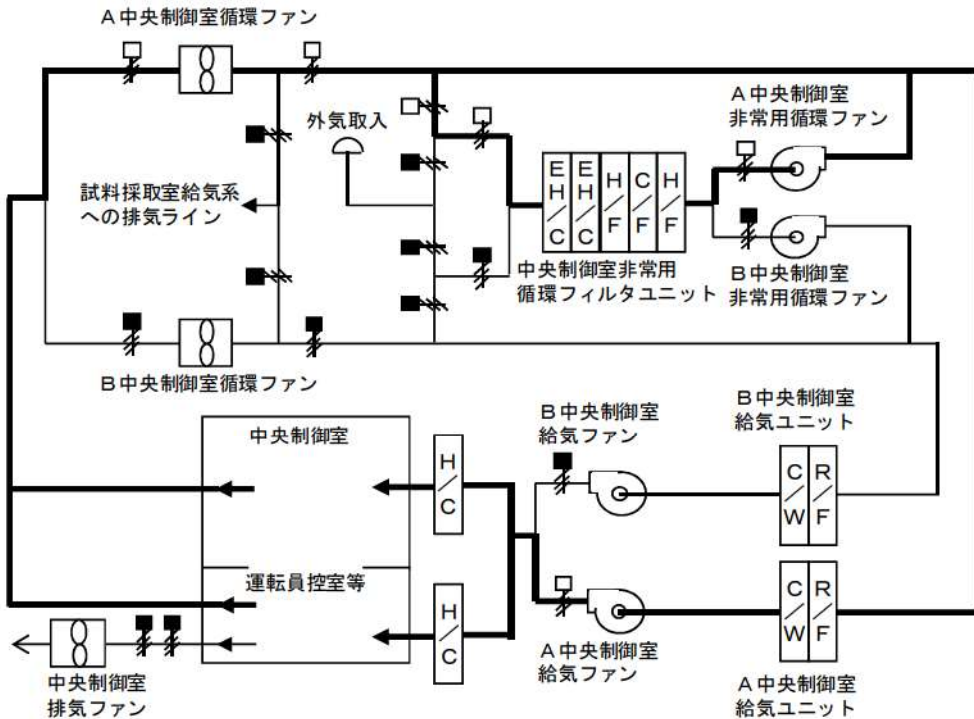 A中央制御室循環ファン
外気取入
A中央制御室
非常用循環ファン
試料採取室給気系
への排気ライン
EH/C
EH/C
H/F
C/F
H/F
中央制御室非常用
循環フィルタユニット
B中央制御室
非常用循環ファン
B中央制御室循環ファン
中央制御室
H/C
B中央制御室
給気ファン
B中央制御室
給気ユニット
C/W
R/F
運転員控室等
H/C
A中央制御室
給気ファン
C/W
R/F
A中央制御室
給気ユニット
中央制御室
排気ファン